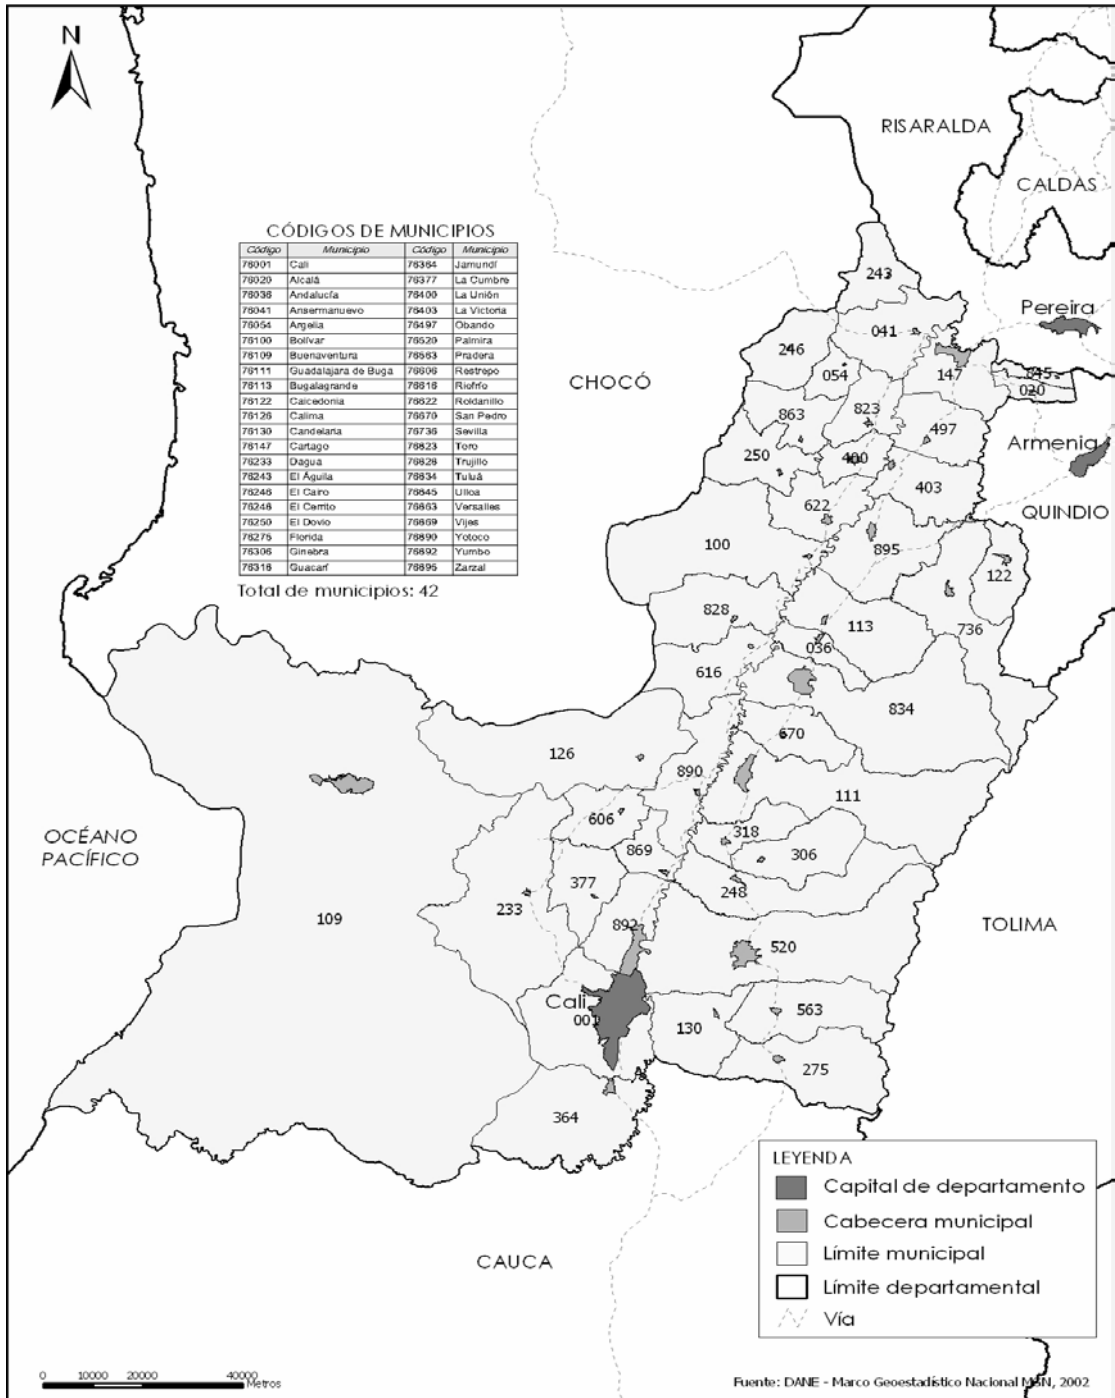 N
RISARALDA
CALDAS
CÓDIGOS DE MUNICIPIOS
Código Municipio Código Municipio
76001 Cali 76364 Jamundí
76020 Alcalá 76377 La Cumbre
76036 Andalucía 76400 La Unión
76041 Ansermanuevo 76403 La Victoria
76054 Argelia 76497 Obando
76100 Bolívar 76520 Palmira
76109 Buenaventura 76563 Pradera
76111 Guadalajara de Buga 76606 Restrepo
76113 Bugalagrande 76616 Riofrío
76122 Caicedonia 76622 Roldanillo
76126 Calima 76670 San Pedro
76130 Candelaria 76736 Sevilla
76147 Cartago 76823 Toro
76233 Dagua 76828 Trujillo
76243 El Águila 76834 Tuluá
76246 El Cairo 76845 Ulloa
76248 El Cerrito 76863 Versalles
76250 El Dovio 76869 Vijes
76275 Florida 76890 Yotoco
76306 Ginebra 76892 Yumbo
76318 Guacarí 76895 Zarzal
Total de municipios: 42
243
Pereira
041
246
054
147
845
020
CHOCÓ
863
823
497
Armenia
250
400
403
622
QUINDIO
100
895
122
828
113
736
036
616
834
670
126
890
111
OCÉANO
PACÍFICO
606
318
869
306
377
248
233
109
892
520
TOLIMA
Cali
001
130
563
275
364
CAUCA
LEYENDA
Capital de departamento
Cabecera municipal
Límite municipal
Límite departamental
Vía
0 10000 20000 40000
Metros
Fuente: DANE - Marco Geoestadístico Nacional MGN, 2002